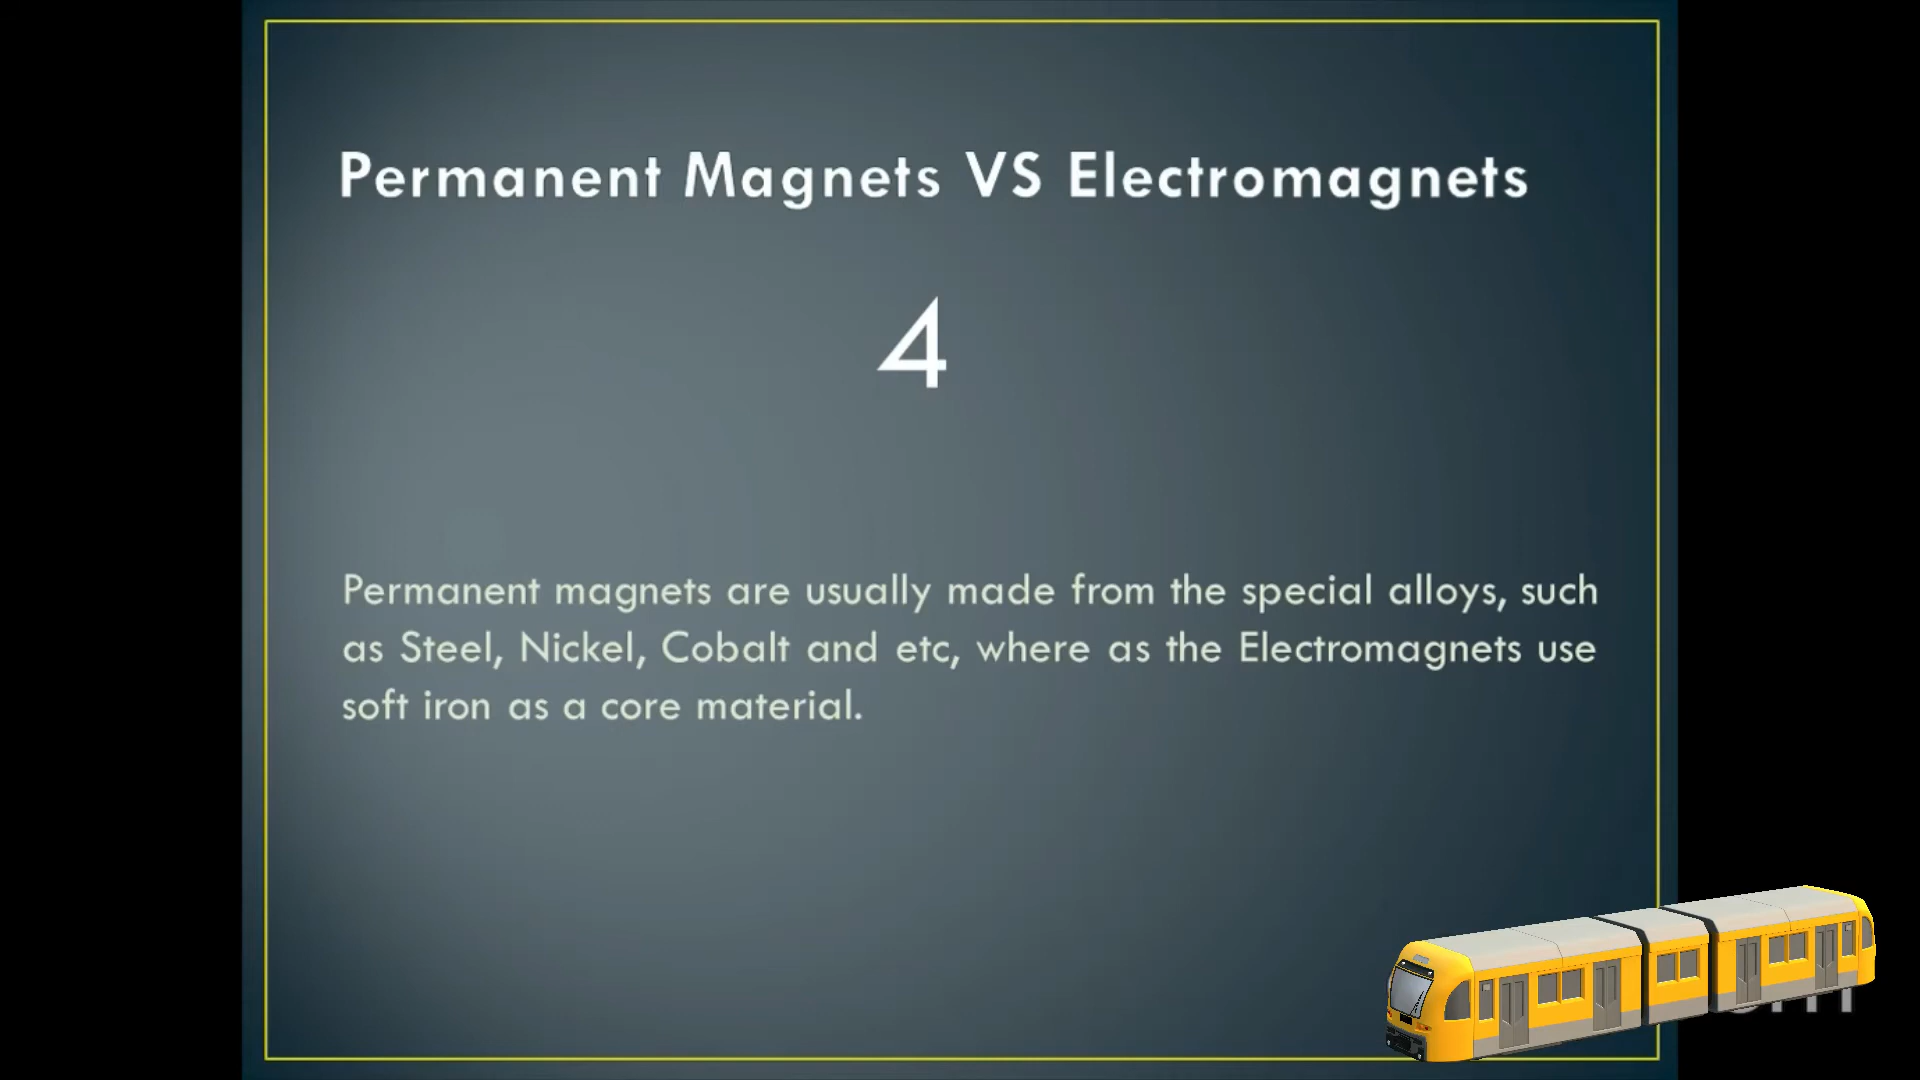 Permanent Magnets VS Electromagnets
4
Permanent magnets are usually made from the special alloys, such
as Steel, Nickel, Cobalt and etc, where as the Electromagnets use
soft iron as a core material.